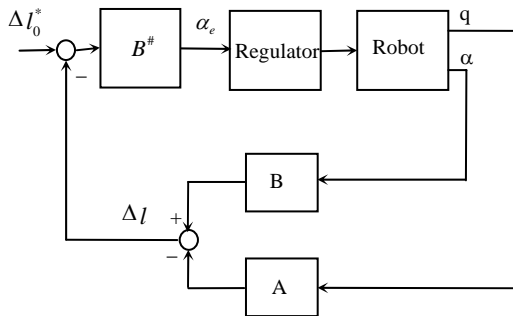 Δl₀* B# αₑ Regulator Robot q
α
−
B
Δl +
−
A